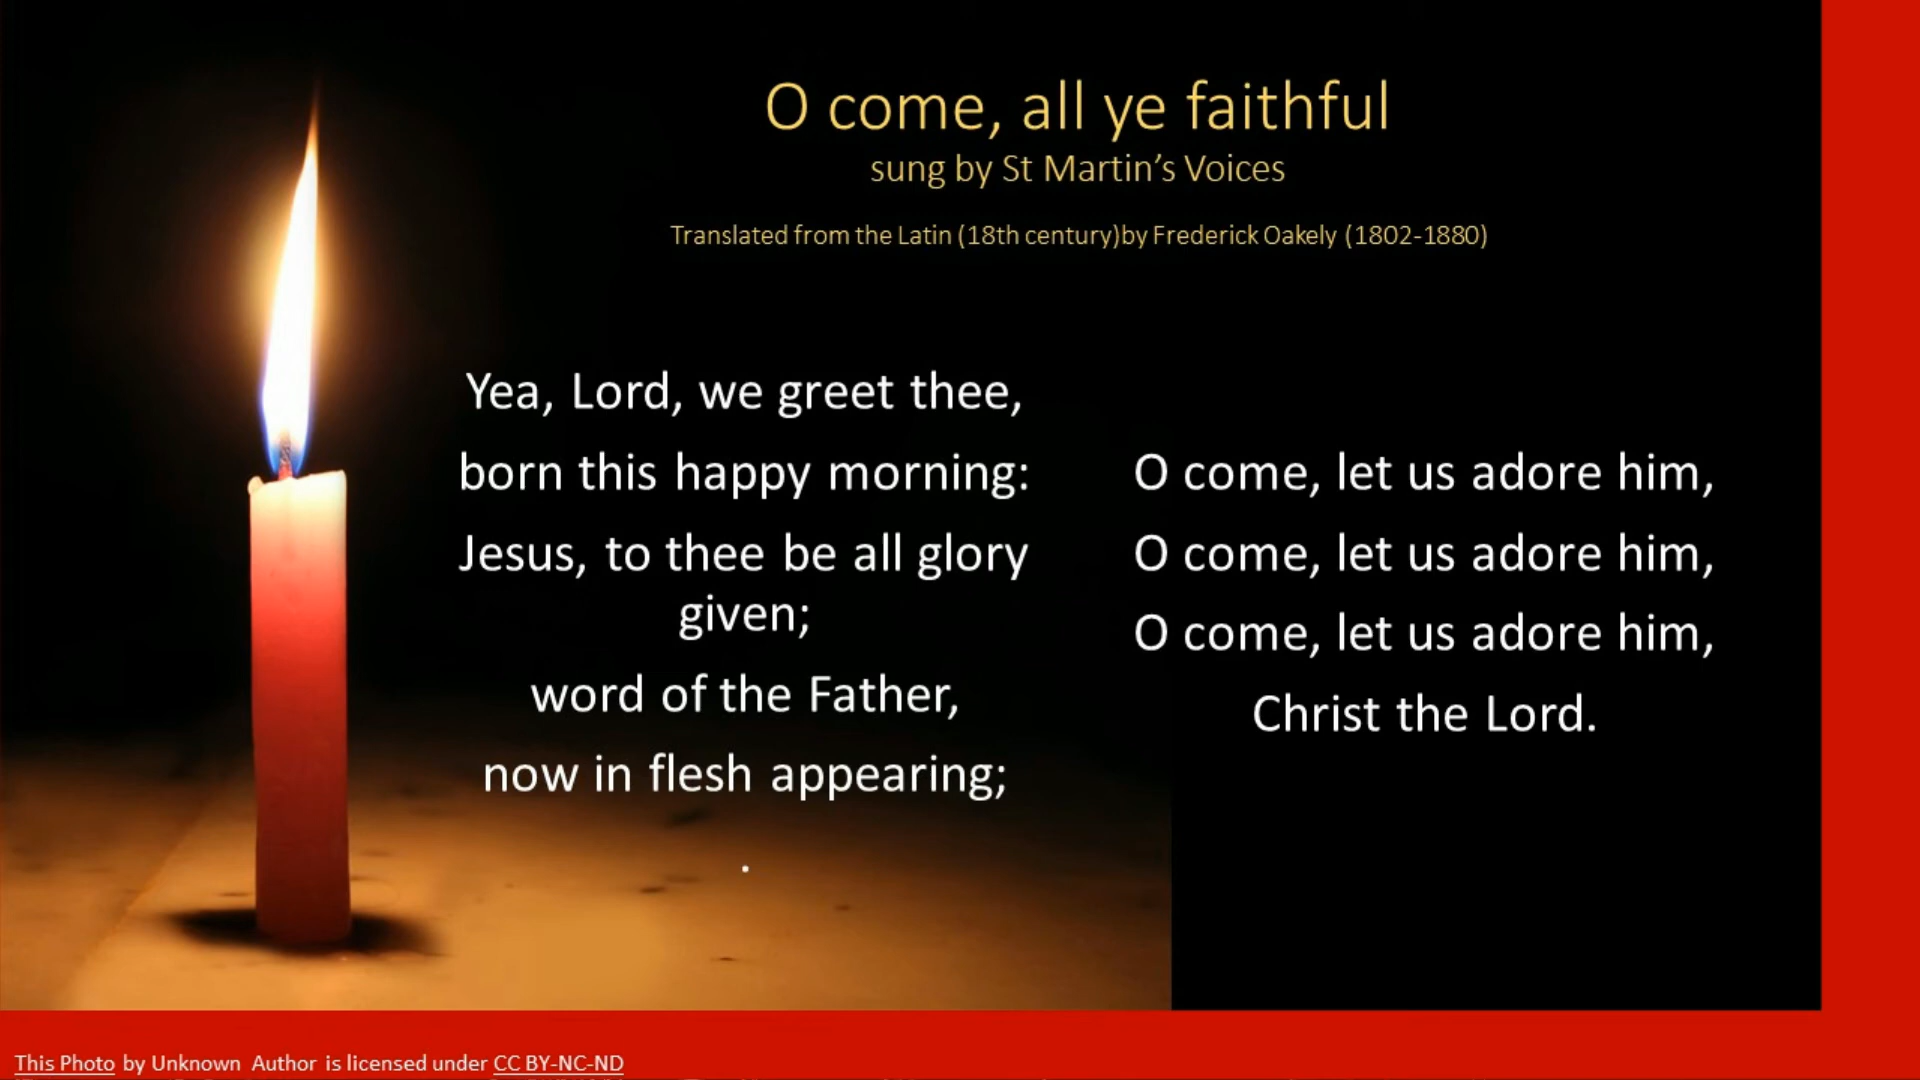 O come, all ye faithful
sung by St Martin’s Voices
Translated from the Latin (18th century)by Frederick Oakely (1802-1880)
Yea, Lord, we greet thee,
born this happy morning:
Jesus, to thee be all glory
given;
word of the Father,
now in flesh appearing;
.
O come, let us adore him,
O come, let us adore him,
O come, let us adore him,
Christ the Lord.
This Photo by Unknown Author is licensed under CC BY-NC-ND